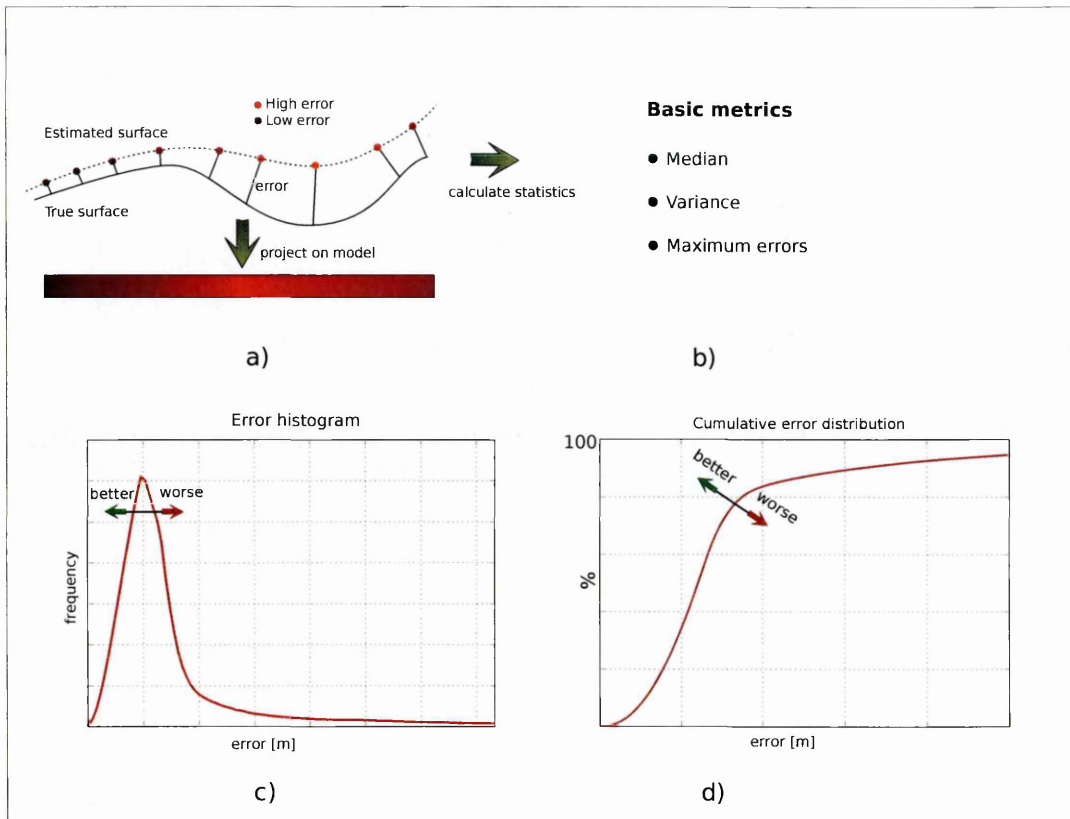 High error
Low error
Estimated surface
error
True surface
project on model
calculate statistics
a)
Basic metrics
Median
Variance
Maximum errors
b)
Error histogram
better
worse
frequency
error [m]
c)
Cumulative error distribution
100
better
worse
%
error [m]
d)